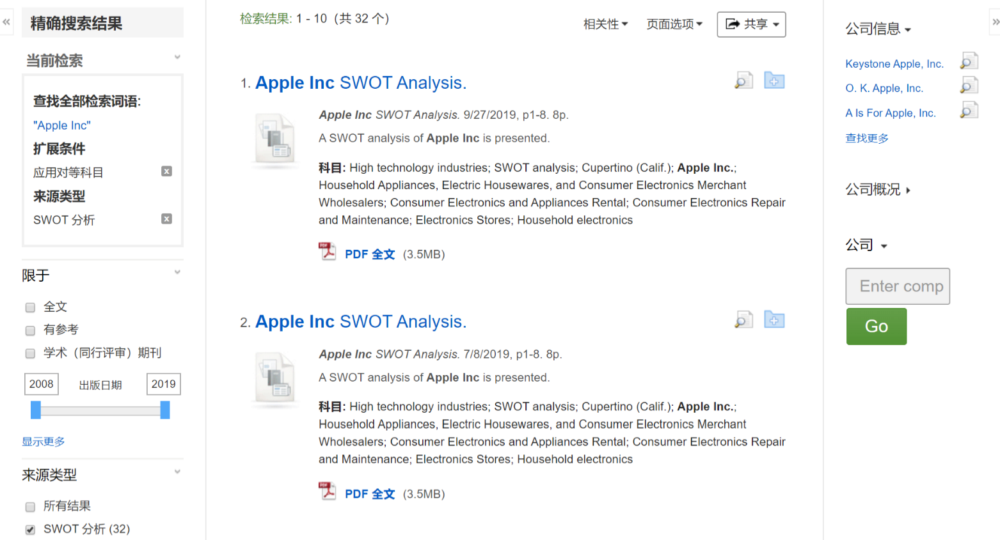 «
精确搜索结果
当前检索
查找全部检索词语:
"Apple Inc"
扩展条件
应用对等科目
来源类型
SWOT 分析
限于
全文
有参考
学术（同行评审）期刊
2008 出版日期 2019
显示更多
来源类型
所有结果
SWOT 分析 (32)
检索结果: 1 - 10（共 32 个）
相关性 页面选项 共享
1. Apple Inc SWOT Analysis.
Apple Inc SWOT Analysis. 9/27/2019, p1-8. 8p.
A SWOT analysis of Apple Inc is presented.
科目: High technology industries; SWOT analysis; Cupertino (Calif.); Apple Inc.;
Household Appliances, Electric Housewares, and Consumer Electronics Merchant
Wholesalers; Consumer Electronics and Appliances Rental; Consumer Electronics Repair
and Maintenance; Electronics Stores; Household electronics
PDF PDF 全文 (3.5MB)
2. Apple Inc SWOT Analysis.
Apple Inc SWOT Analysis. 7/8/2019, p1-8. 8p.
A SWOT analysis of Apple Inc is presented.
科目: High technology industries; SWOT analysis; Cupertino (Calif.); Apple Inc.;
Household Appliances, Electric Housewares, and Consumer Electronics Merchant
Wholesalers; Consumer Electronics and Appliances Rental; Consumer Electronics Repair
and Maintenance; Electronics Stores; Household electronics
PDF PDF 全文 (3.5MB)
»
公司信息
Keystone Apple, Inc.
O. K. Apple, Inc.
A Is For Apple, Inc.
查找更多
公司概况
公司
Enter comp
Go